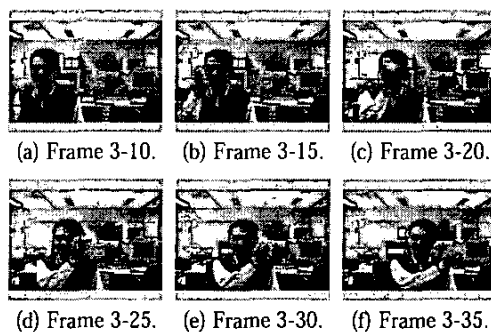 (a) Frame 3-10. (b) Frame 3-15. (c) Frame 3-20.
(d) Frame 3-25. (e) Frame 3-30. (f) Frame 3-35.